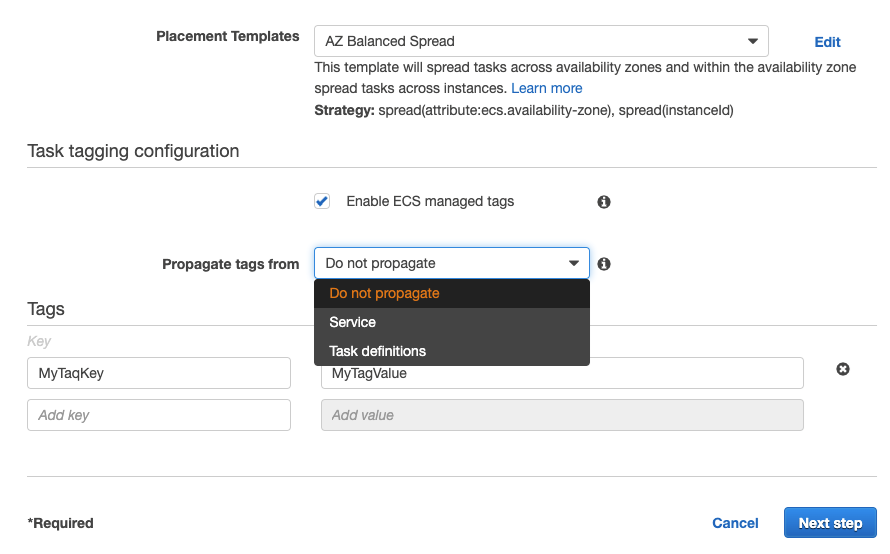 Placement Templates
AZ Balanced Spread
Edit
This template will spread tasks across availability zones and within the availability zone
spread tasks across instances. Learn more
Strategy: spread(attribute:ecs.availability-zone), spread(instanceId)
Task tagging configuration
Enable ECS managed tags
Propagate tags from
Do not propagate
Do not propagate
Service
Task definitions
Tags
Key
MyTaqKey
MyTagValue
Add key
Add value
*Required
Cancel
Next step